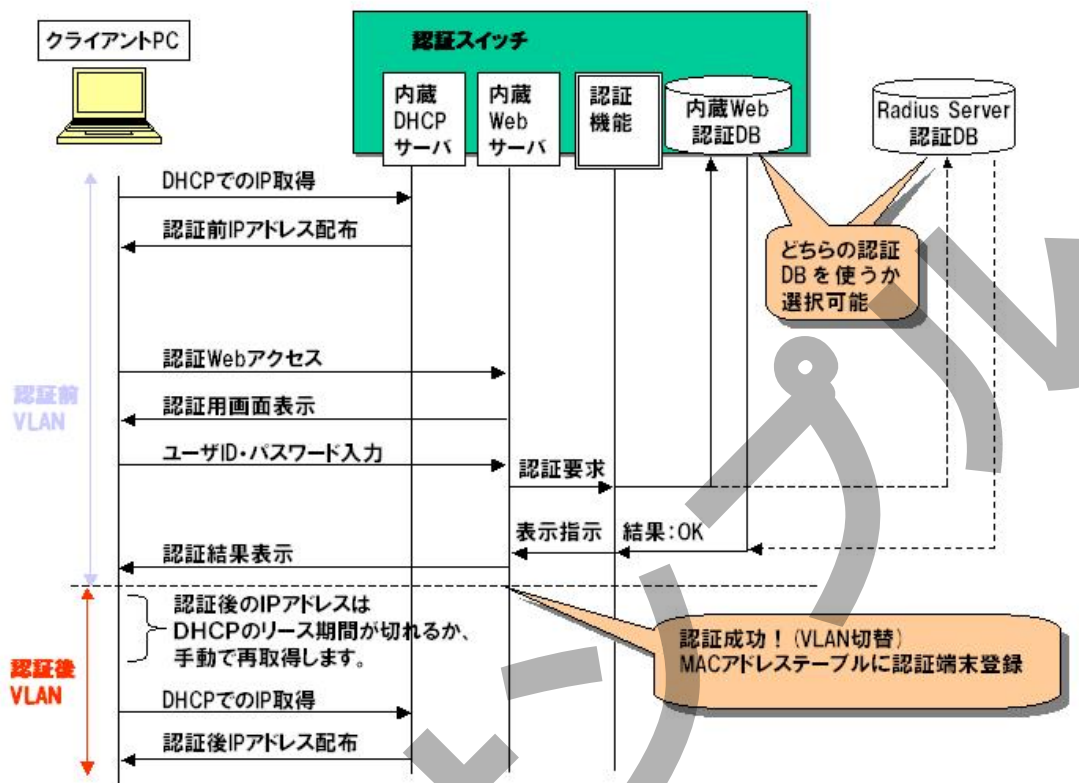 クライアントPC
認証スイッチ
内蔵
DHCP
サーバ
内蔵
Web
サーバ
認証
機能
内蔵Web
認証DB
Radius Server
認証DB
DHCPでのIP取得
認証前IPアドレス配布
どちらの認証
DBを使うか
選択可能
認証Webアクセス
認証前
VLAN
認証用画面表示
ユーザID・パスワード入力
認証要求
表示指示
結果:OK
認証結果表示
認証後のIPアドレスは
DHCPのリース期間が切れるか、
手動で再取得します。
認証成功！(VLAN切替)
MACアドレステーブルに認証端末登録
認証後
VLAN
DHCPでのIP取得
認証後IPアドレス配布
サンプル